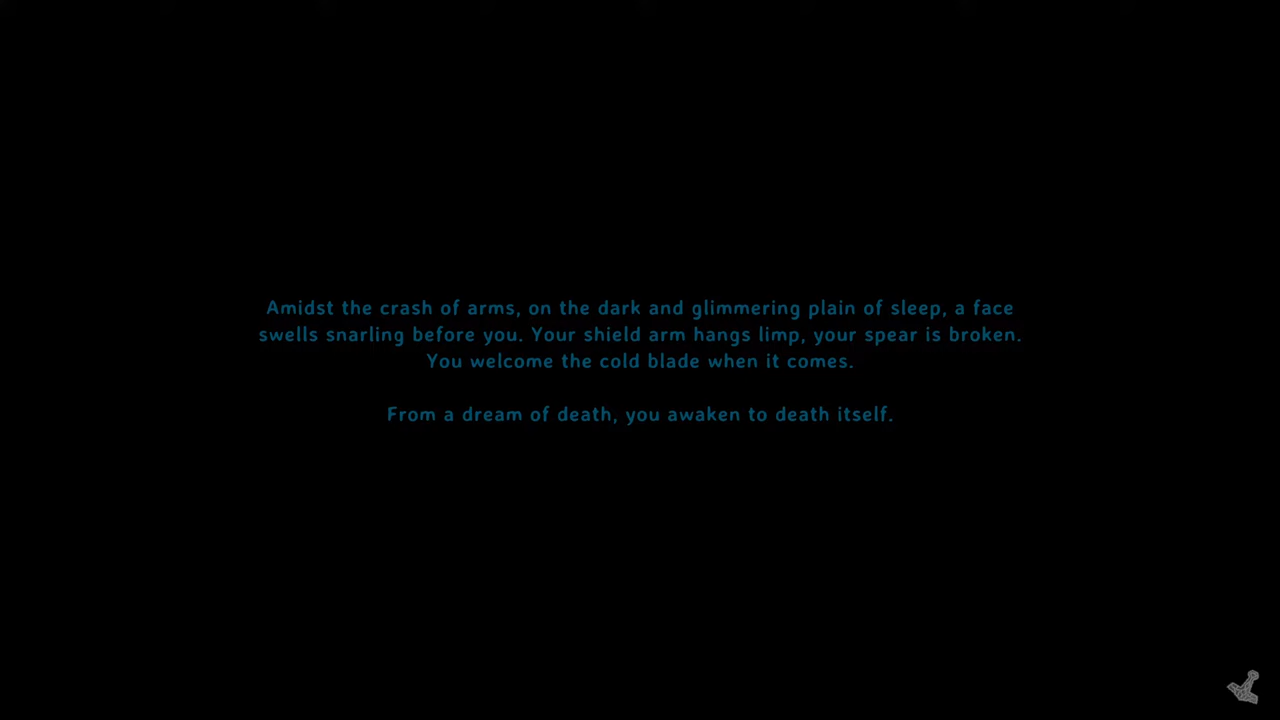 Amidst the crash of arms, on the dark and glimmering plain of sleep, a face
swells snarling before you. Your shield arm hangs limp, your spear is broken.
You welcome the cold blade when it comes.
From a dream of death, you awaken to death itself.